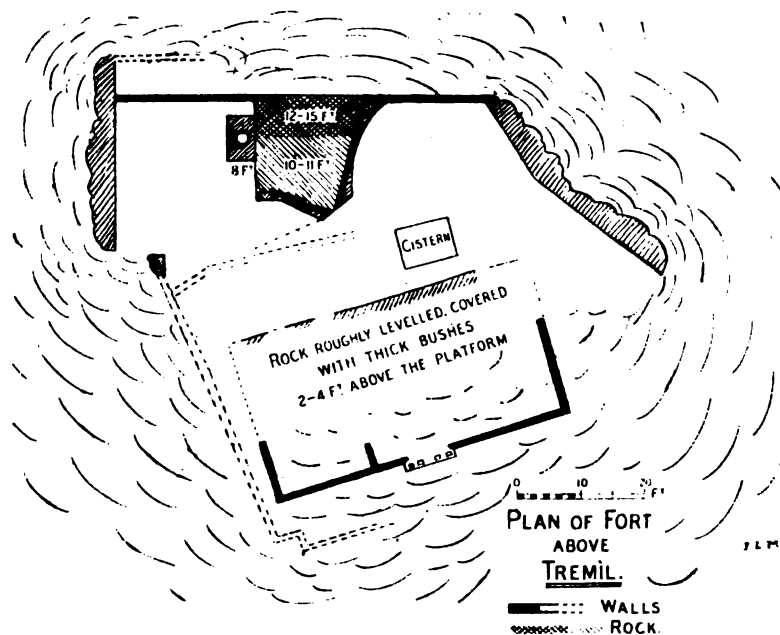 12-15 FT
10-11 FT
8 FT
CISTERN
ROCK ROUGHLY LEVELLED. COVERED
WITH THICK BUSHES
2-4 FT ABOVE THE PLATFORM
0 10 20
FT
PLAN OF FORT
ABOVE
TREMIL.
WALLS
ROCK.